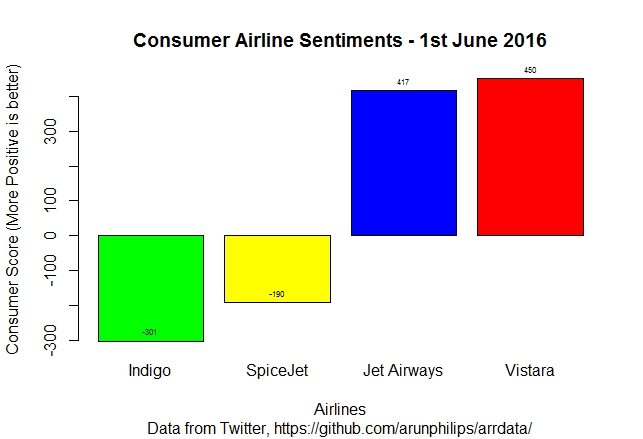 Consumer Airline Sentiments - 1st June 2016
Consumer Score (More Positive is better)
300
100
0
-100
-300
417
450
-301
-190
Indigo SpiceJet Jet Airways Vistara
Airlines
Data from Twitter, https://github.com/arunphilips/arrdata/